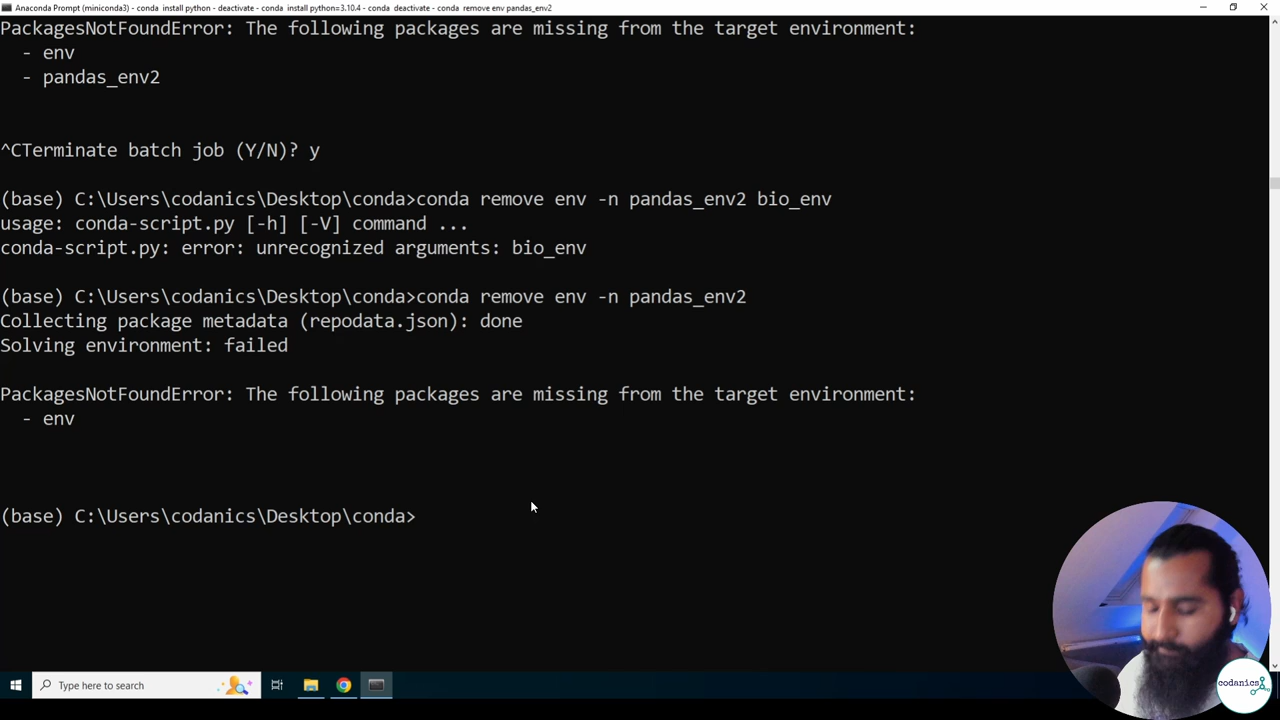 Anaconda Prompt (miniconda3) - conda install python - deactivate - conda install python=3.10.4 - conda deactivate - conda remove env pandas_env2
PackagesNotFoundError: The following packages are missing from the target environment:
- env
- pandas_env2
^CTerminate batch job (Y/N)? y
(base) C:\Users\codanics\Desktop\conda>conda remove env -n pandas_env2 bio_env
usage: conda-script.py [-h] [-V] command ...
conda-script.py: error: unrecognized arguments: bio_env
(base) C:\Users\codanics\Desktop\conda>conda remove env -n pandas_env2
Collecting package metadata (repodata.json): done
Solving environment: failed
PackagesNotFoundError: The following packages are missing from the target environment:
- env
(base) C:\Users\codanics\Desktop\conda>
Type here to search
codanics